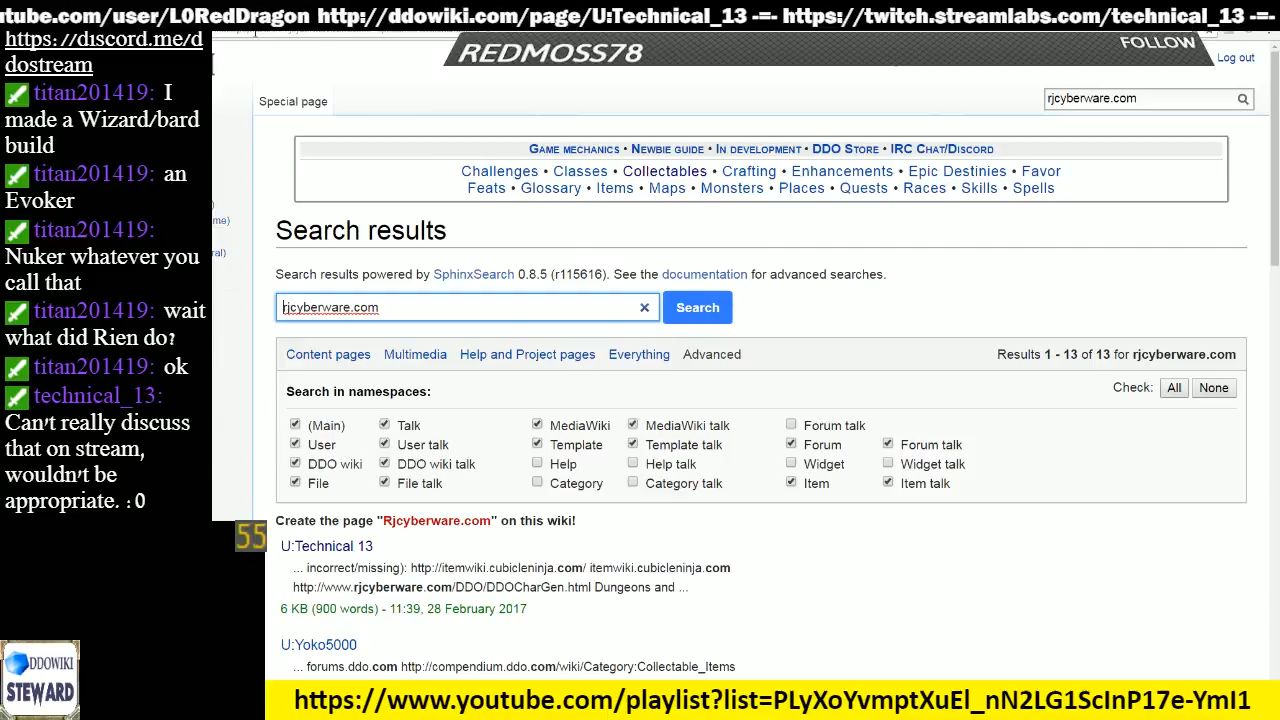 tube.com/user/L0RedDragon http://ddowiki.com/page/U:Technical_13 -=- https://twitch.streamlabs.com/technical_13 -=-
https://discord.me/d
dostream
titan201419: I
made a Wizard/bard
build
titan201419: an
Evoker
titan201419:
Nuker whatever you
call that
titan201419: wait
what did Rien do?
titan201419: ok
technical_13:
Can't really discuss
that on stream,
wouldn't be
appropriate. :0
55
DDOWIKI
STEWARD
REDMOSS78
FOLLOW
Log out
Special page
rjcyberware.com
Game mechanics • Newbie guide • In development • DDO Store • IRC Chat/Discord
Challenges • Classes • Collectables • Crafting • Enhancements • Epic Destinies • Favor
Feats • Glossary • Items • Maps • Monsters • Places • Quests • Races • Skills • Spells
me)
ral)
Search results
Search results powered by SphinxSearch 0.8.5 (r115616). See the documentation for advanced searches.
rjcyberware.com × Search
Content pages Multimedia Help and Project pages Everything Advanced Results 1 - 13 of 13 for rjcyberware.com
Search in namespaces: Check: All None
(Main) Talk MediaWiki MediaWiki talk Forum talk
User User talk Template Template talk Forum Forum talk
DDO wiki DDO wiki talk Help Help talk Widget Widget talk
File File talk Category Category talk Item Item talk
Create the page "Rjcyberware.com" on this wiki!
U:Technical 13
... incorrect/missing): http://itemwiki.cubicleninja.com/ itemwiki.cubicleninja.com
http://www.rjcyberware.com/DDO/DDOCharGen.html Dungeons and ...
6 KB (900 words) - 11:39, 28 February 2017
U:Yoko5000
... forums.ddo.com http://compendium.ddo.com/wiki/Category:Collectable_Items
https://www.youtube.com/playlist?list=PLyXoYvmptXuEl_nN2LG1ScInP17e-YmI1